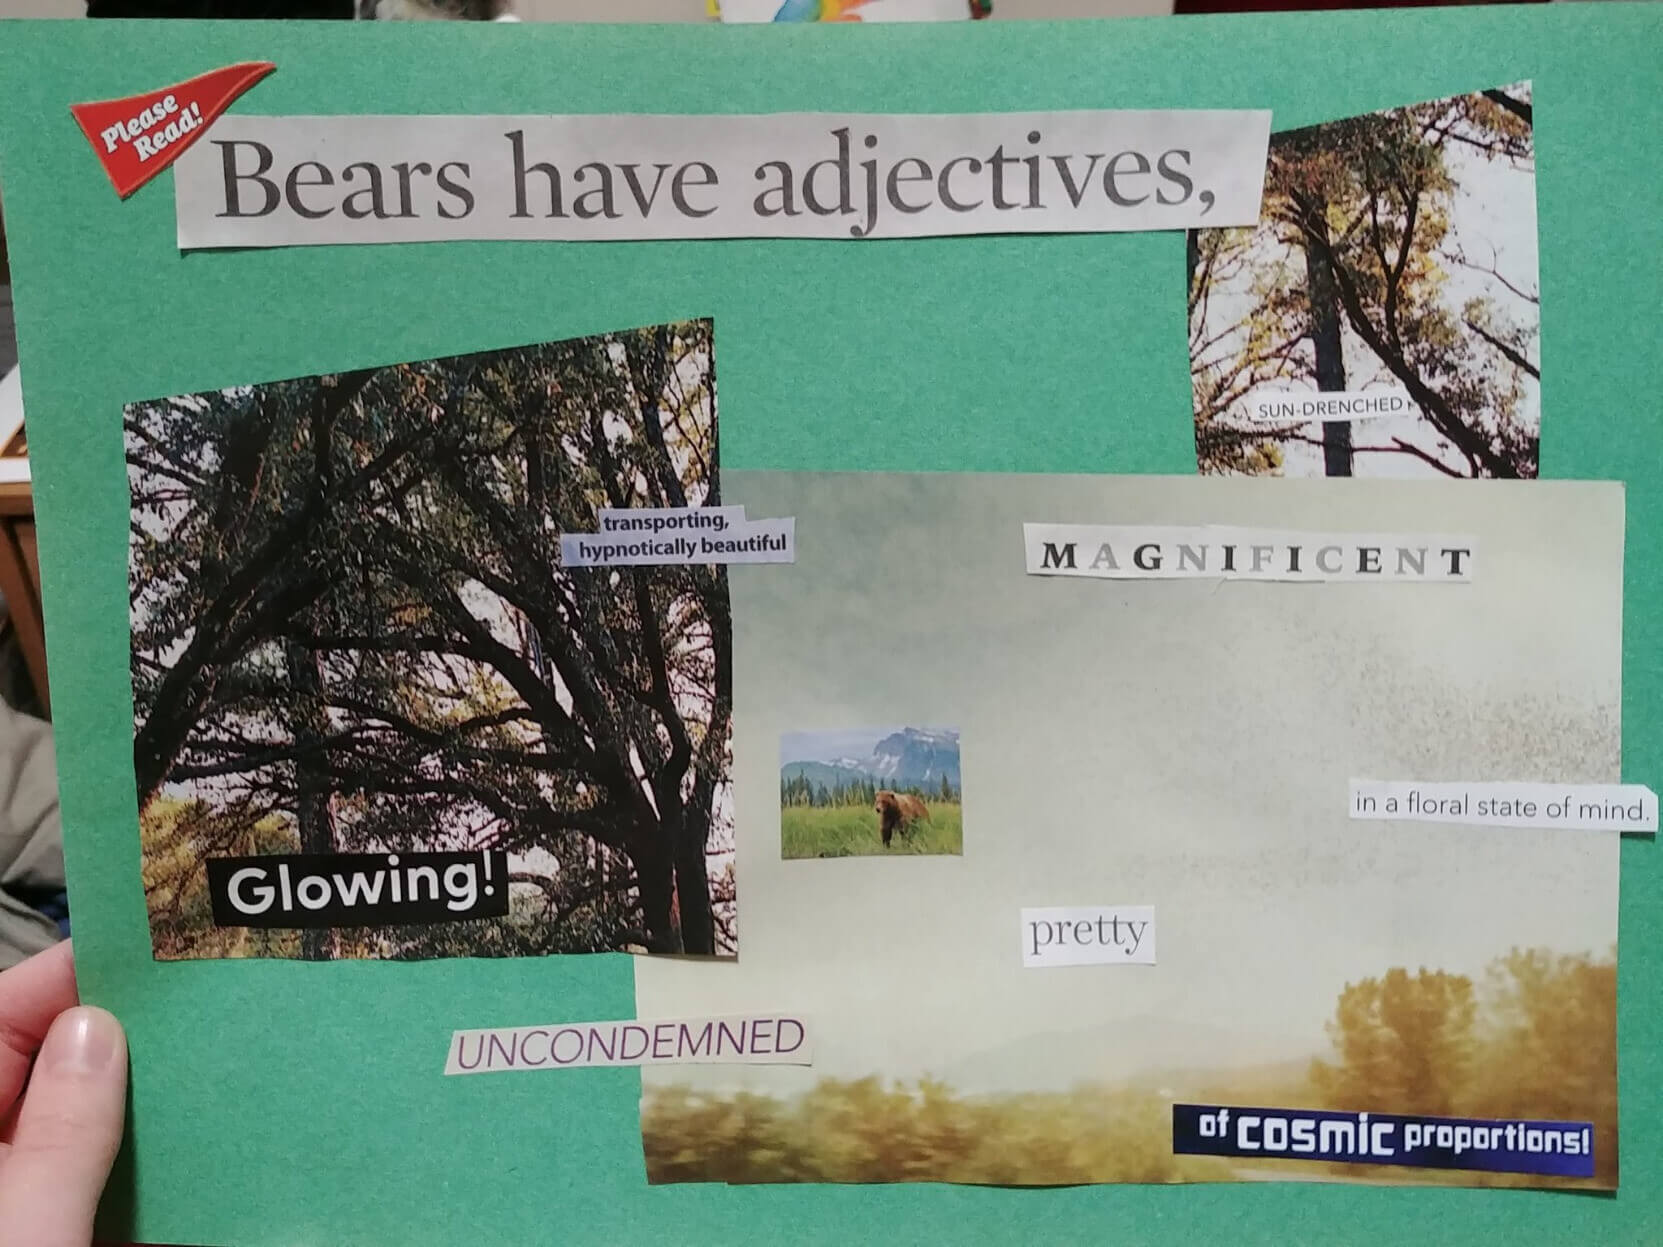 Please
Read!
Bears have adjectives,
SUN-DRENCHED
transporting,
hypnotically beautiful
MAGNIFICENT
in a floral state of mind.
Glowing!
pretty
UNCONDEMNED
of COSMIC proportions!